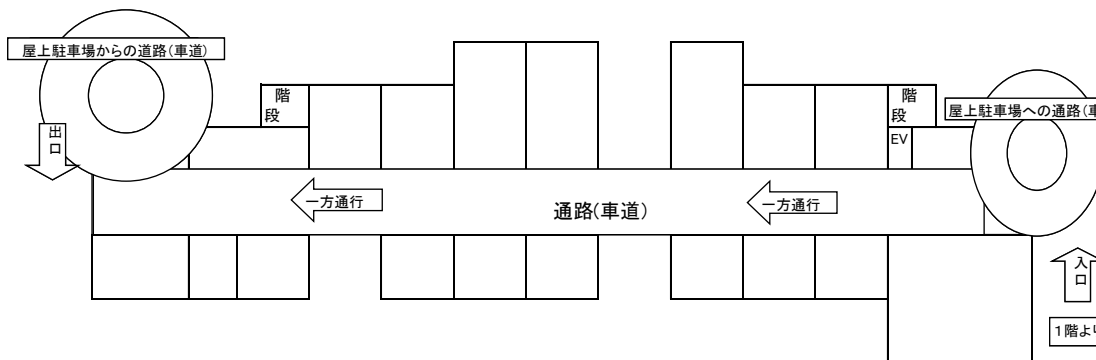 屋上駐車場からの道路(車道)
階
段
階
段
屋上駐車場への通路(車
出
口
EV
一方通行
一方通行
通路(車道)
入
口
1階より